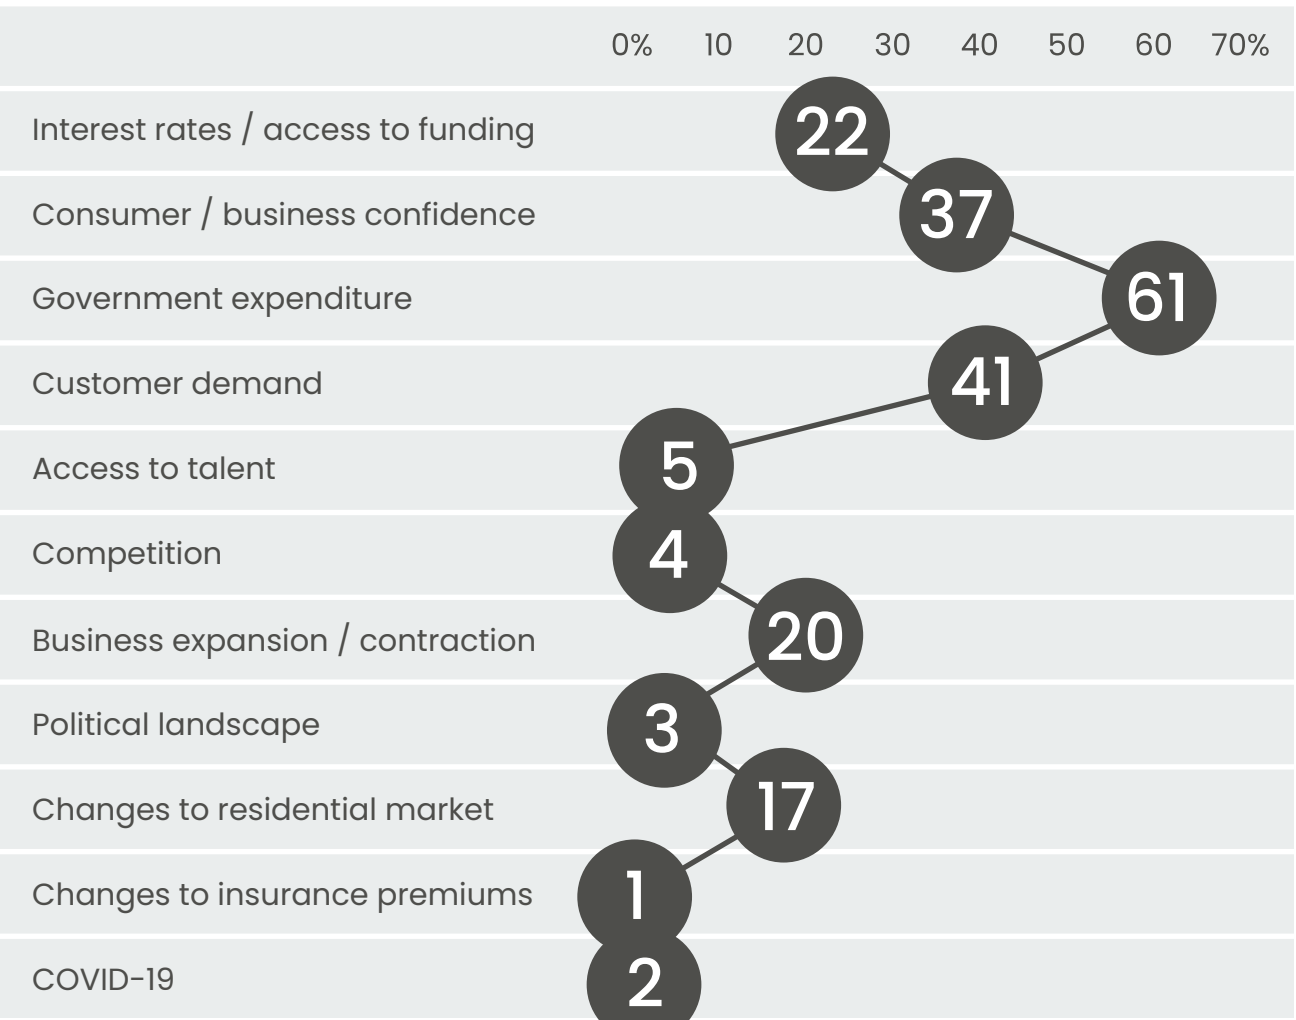 0% 10 20 30 40 50 60 70%
Interest rates / access to funding 22
Consumer / business confidence 37
Government expenditure 61
Customer demand 41
Access to talent 5
Competition 4
Business expansion / contraction 20
Political landscape 3
Changes to residential market 17
Changes to insurance premiums 1
COVID-19 2